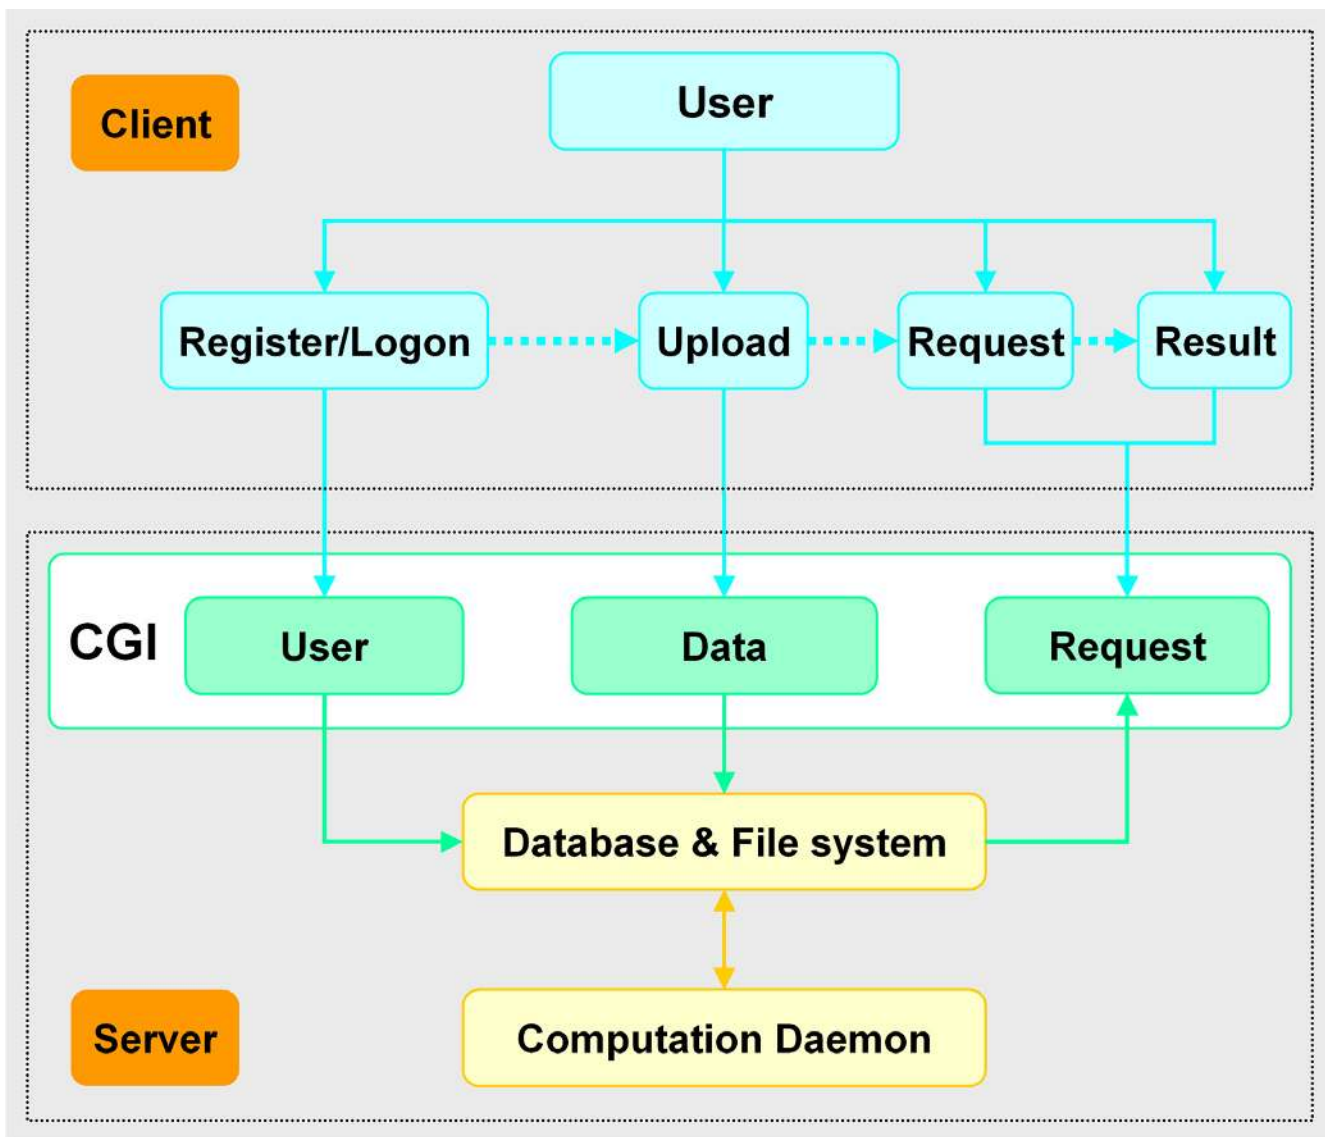 Client
User
Register/Logon
Upload
Request
Result
CGI
User
Data
Request
Database & File system
Server
Computation Daemon